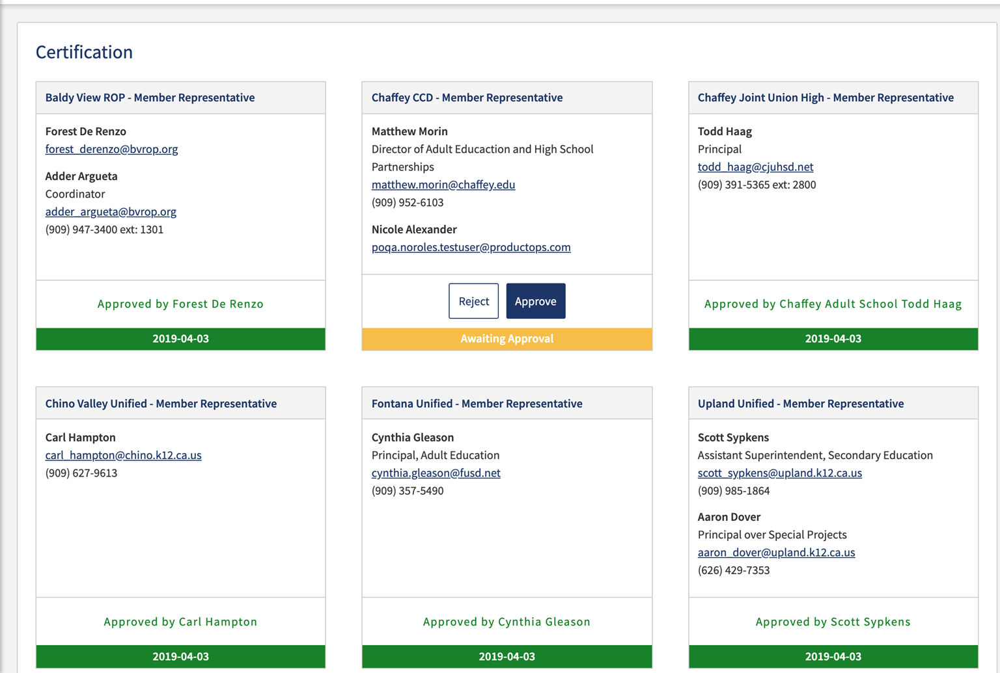 Certification
Baldy View ROP - Member Representative
Forest De Renzo
forest_derenzo@bvrop.org
Adder Argueta
Coordinator
adder_argueta@bvrop.org
(909) 947-3400 ext: 1301
Approved by Forest De Renzo
2019-04-03
Chaffey CCD - Member Representative
Matthew Morin
Director of Adult Educaction and High School
Partnerships
matthew.morin@chaffey.edu
(909) 952-6103
Nicole Alexander
poqa.noroles.testuser@productops.com
Reject
Approve
Awaiting Approval
Chaffey Joint Union High - Member Representative
Todd Haag
Principal
todd_haag@cjuhsd.net
(909) 391-5365 ext: 2800
Approved by Chaffey Adult School Todd Haag
2019-04-03
Chino Valley Unified - Member Representative
Carl Hampton
carl_hampton@chino.k12.ca.us
(909) 627-9613
Approved by Carl Hampton
2019-04-03
Fontana Unified - Member Representative
Cynthia Gleason
Principal, Adult Education
cynthia.gleason@fusd.net
(909) 357-5490
Approved by Cynthia Gleason
2019-04-03
Upland Unified - Member Representative
Scott Sypkens
Assistant Superintendent, Secondary Education
scott_sypkens@upland.k12.ca.us
(909) 985-1864
Aaron Dover
Principal over Special Projects
aaron_dover@upland.k12.ca.us
(626) 429-7353
Approved by Scott Sypkens
2019-04-03